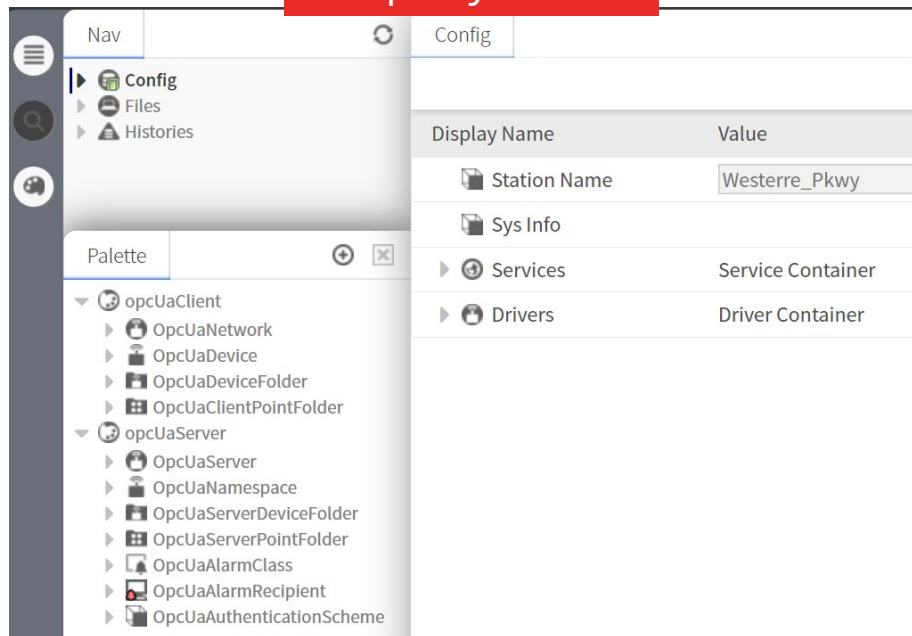 Nav
Config
Files
Histories
Palette
opcUaClient
OpcUaNetwork
OpcUaDevice
OpcUaDeviceFolder
OpcUaClientPointFolder
opcUaServer
OpcUaServer
OpcUaNamespace
OpcUaServerDeviceFolder
OpcUaServerPointFolder
OpcUaAlarmClass
OpcUaAlarmRecipient
OpcUaAuthenticationScheme
Config
Display Name Value
Station Name Westerre_Pkwy
Sys Info
Services Service Container
Drivers Driver Container